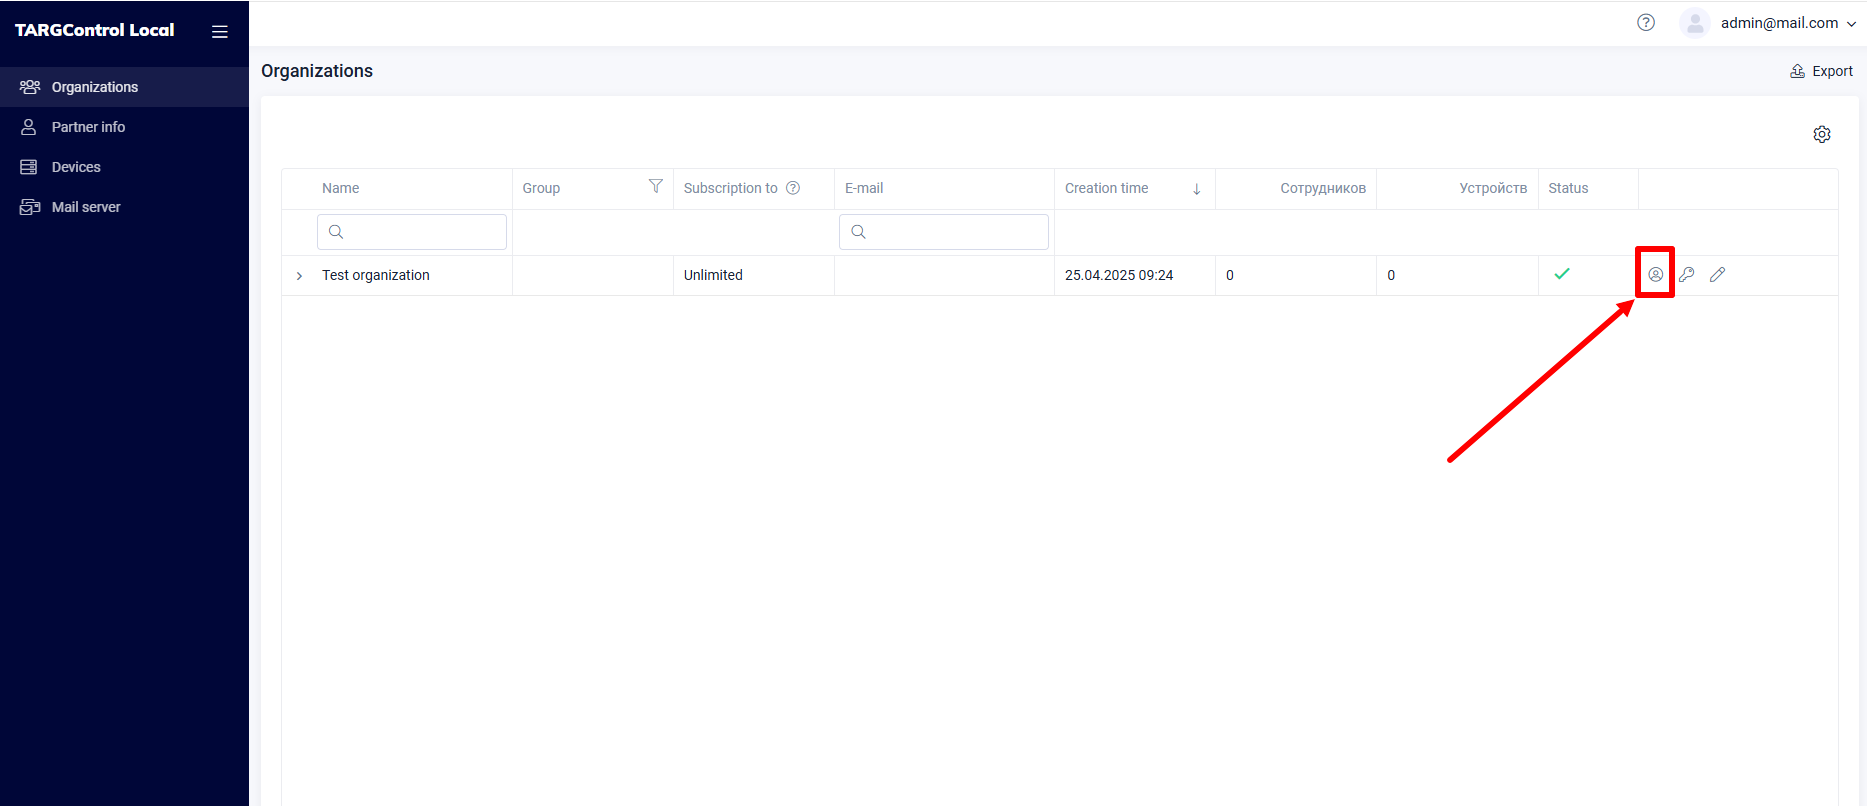 TARGControl Local
admin@mail.com
Organizations
Partner info
Devices
Mail server
Organizations
Export
Name Group Subscription to E-mail Creation time Сотрудников Устройств Status
Test organization Unlimited 25.04.2025 09:24 0 0